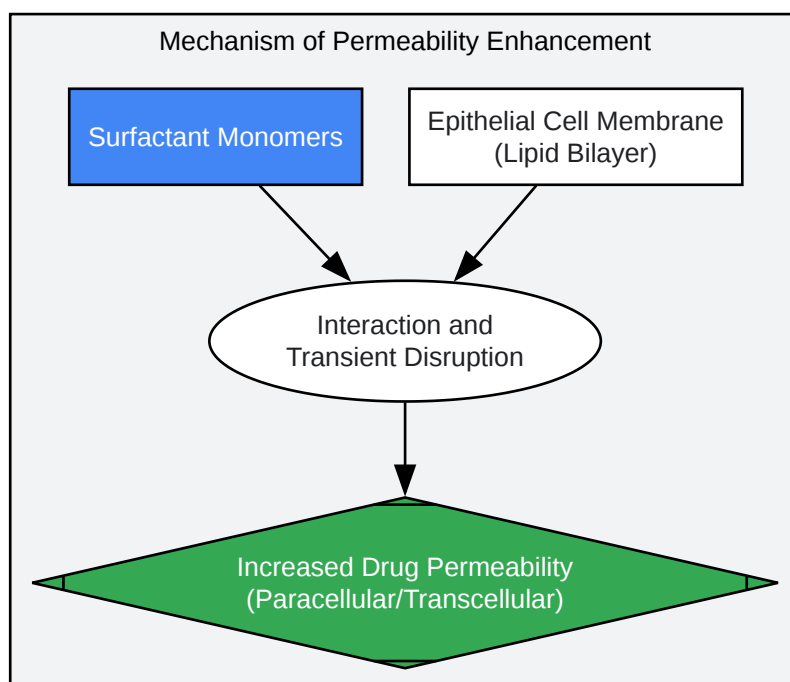 Mechanism of Permeability Enhancement
Surfactant Monomers
Epithelial Cell Membrane
(Lipid Bilayer)
Interaction and
Transient Disruption
Increased Drug Permeability
(Paracellular/Transcellular)